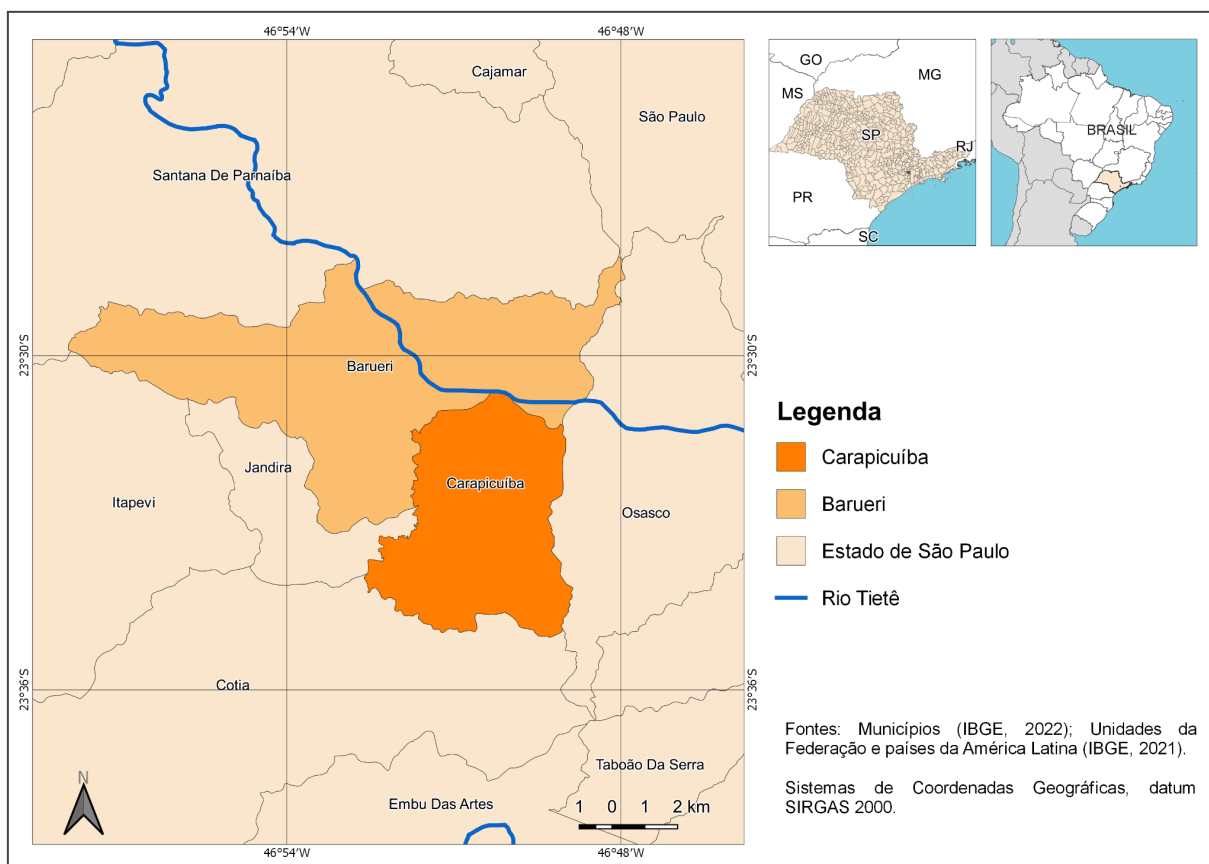 46°54'W
46°48'W
Cajamar
São Paulo
Santana De Parnaíba
23°30'S
23°30'S
Barueri
Jandira
Carapicuíba
Itapevi
Osasco
23°36'S
23°36'S
Cotia
Taboão Da Serra
Embu Das Artes
N
1 0 1 2 km
46°54'W
46°48'W
GO
MG
MS
SP
RJ
PR
SC
BRASIL
Legenda
Carapicuíba
Barueri
Estado de São Paulo
Rio Tietê
Fontes: Municípios (IBGE, 2022); Unidades da
Federação e países da América Latina (IBGE, 2021).
Sistemas de Coordenadas Geográficas, datum
SIRGAS 2000.